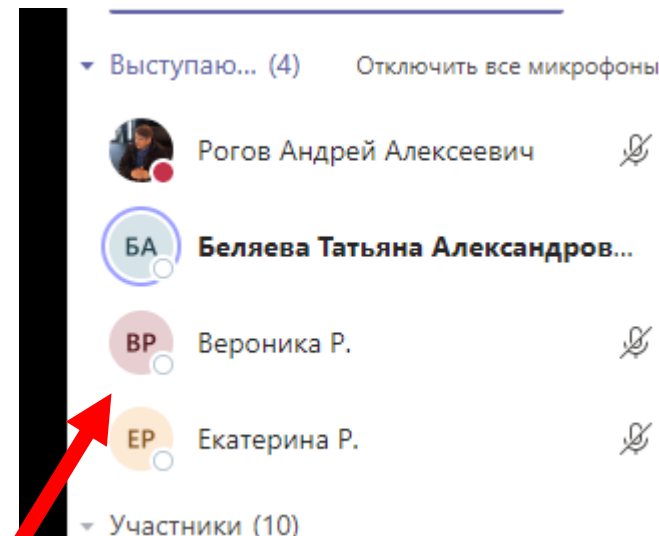 Выступаю... (4) Отключить все микрофоны
Рогов Андрей Алексеевич
БА Беляева Татьяна Александров...
ВР Вероника Р.
ЕР Екатерина Р.
Участники (10)